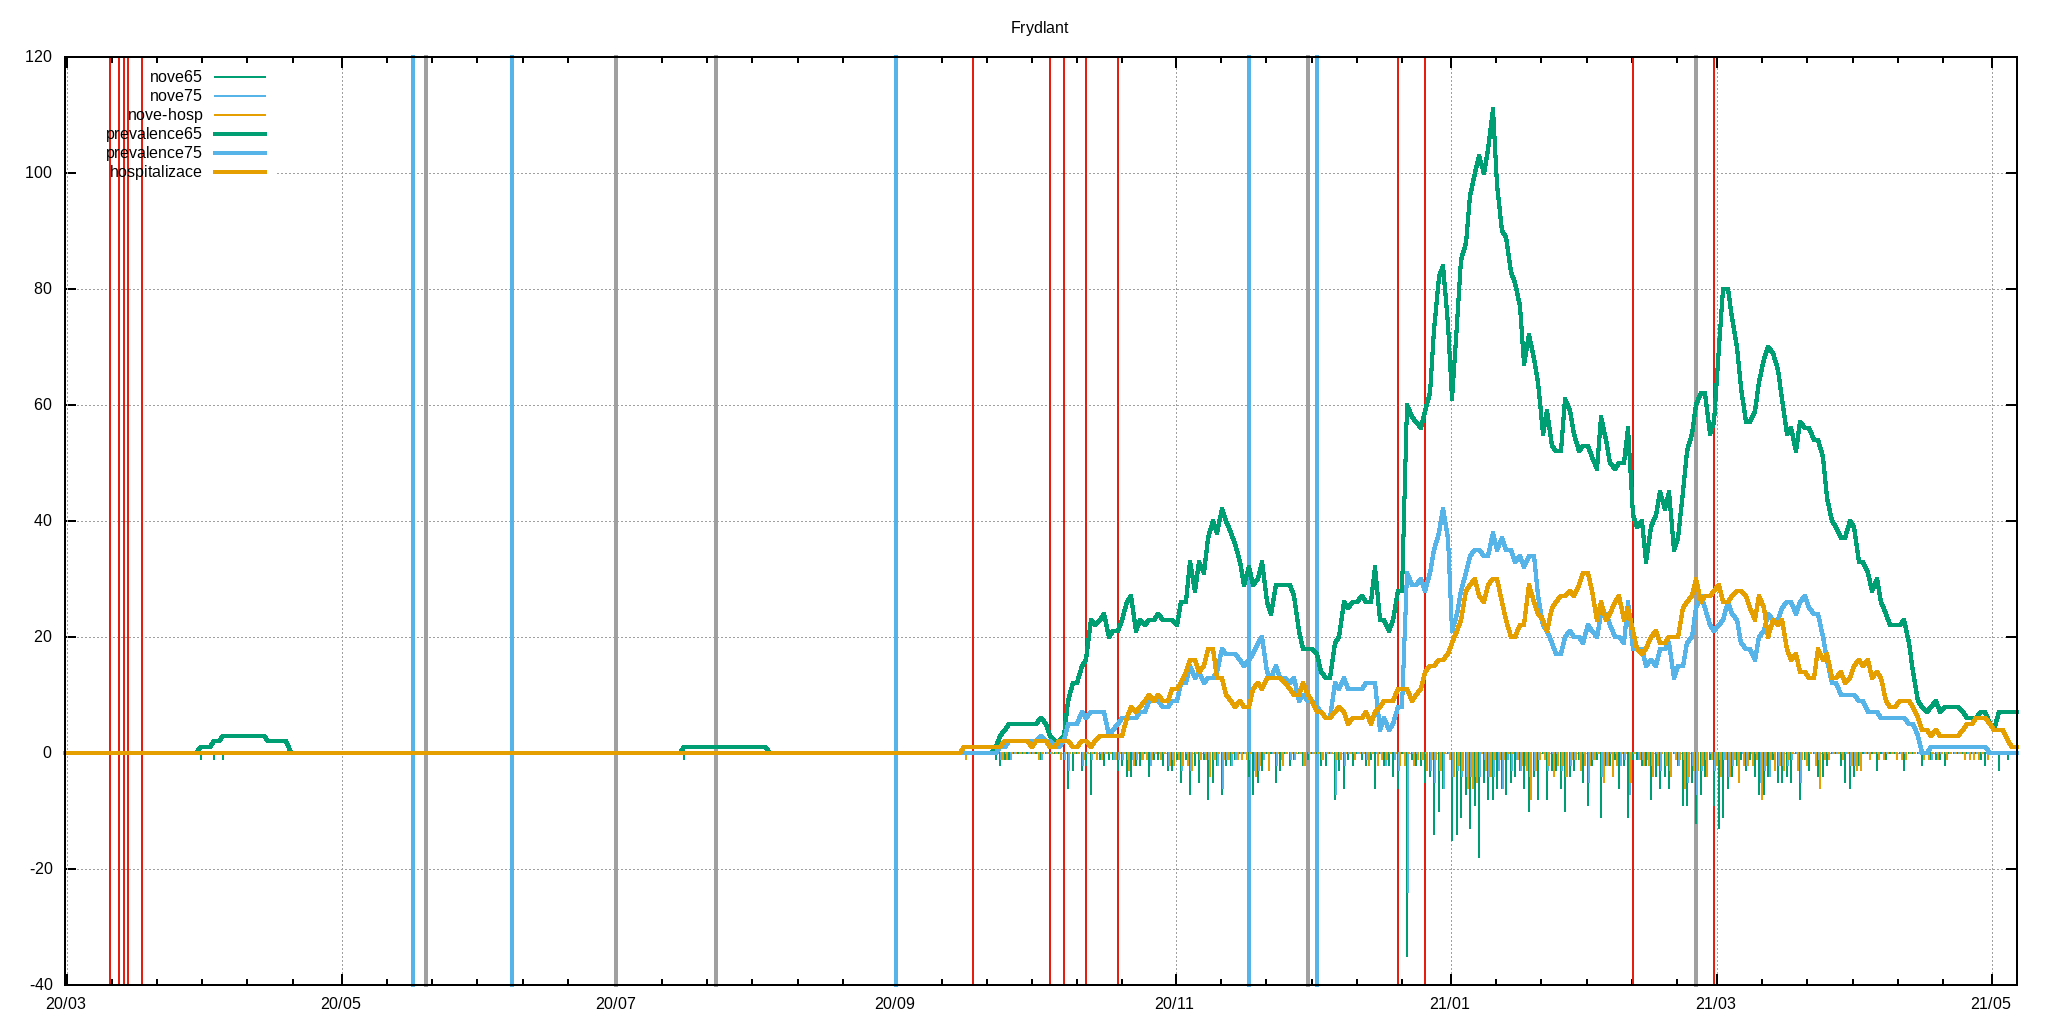 Frydlant
120
100
80
60
40
20
0
-20
-40
nove65
nove75
nove-hosp
prevalence65
prevalence75
hospitalizace
20/03 20/05 20/07 20/09 20/11 21/01 21/03 21/05